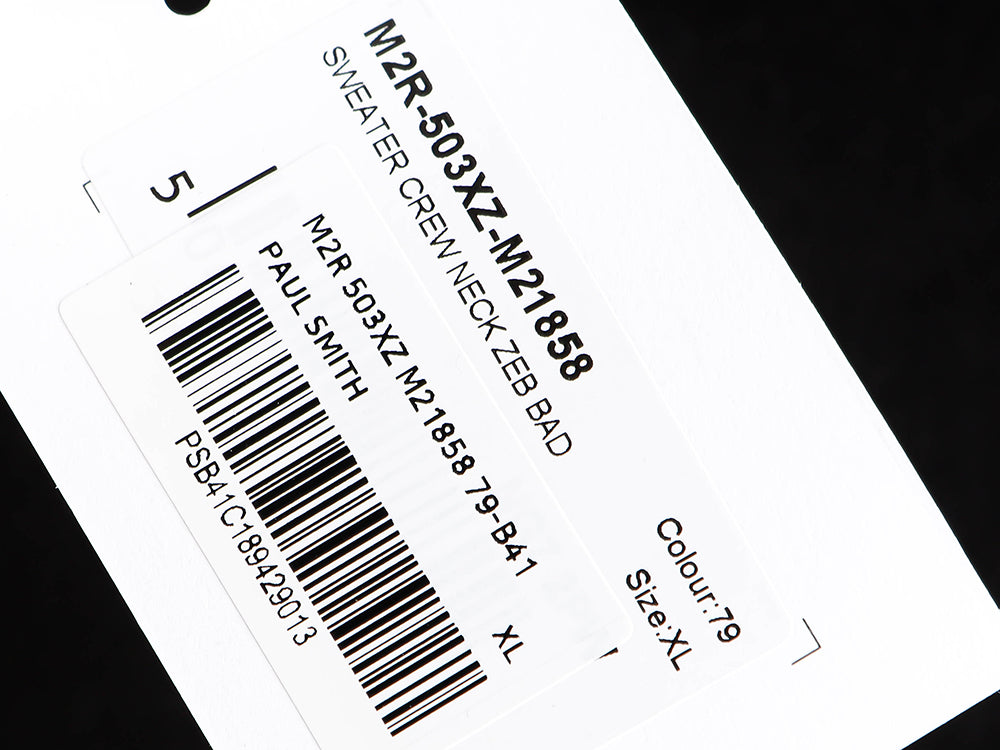 M2R-503XZ-M21858
SWEATER CREW NECK ZEB BAD
Colour:79
Size:XL
5
M2R 503XZ M21858 79-B41
XL
PAUL SMITH
PSB41C189429013